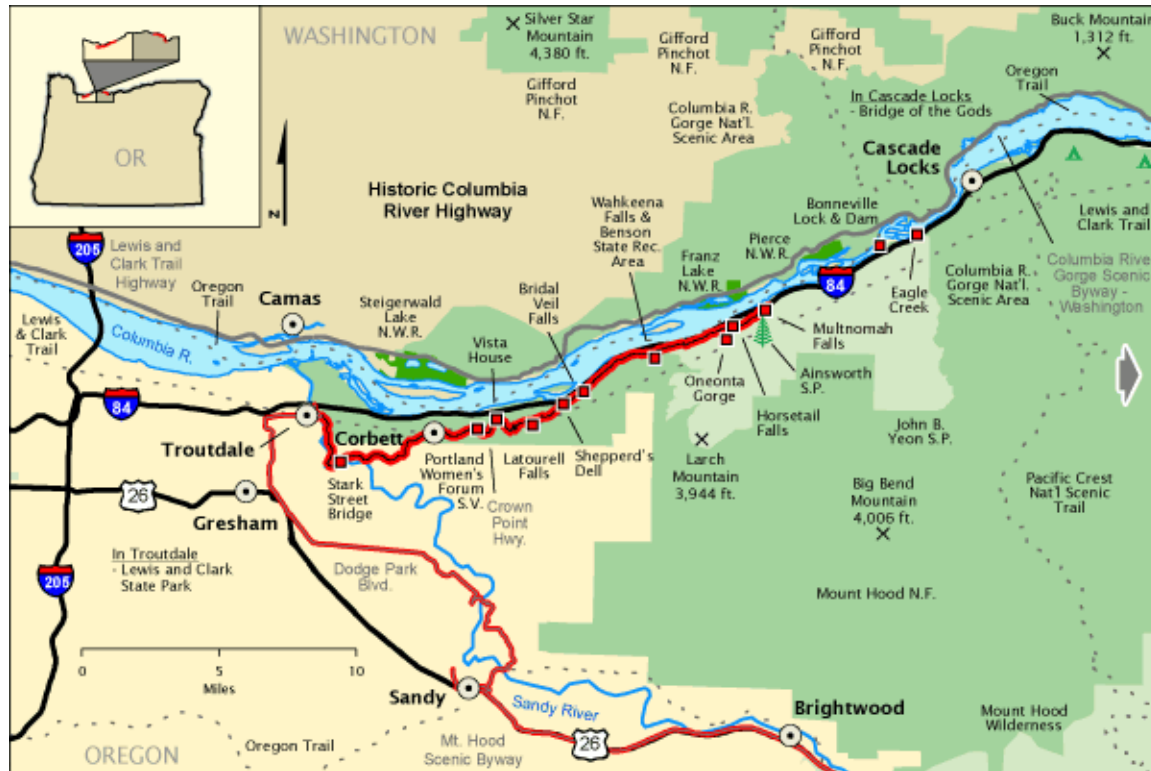 WASHINGTON
Silver Star
Mountain
4,380 ft.
Gifford
Pinchot
N.F.
Gifford
Pinchot
N.F.
Gifford
Pinchot
N.F.
Buck Mountain
1,312 ft.
Oregon
Trail
In Cascade Locks
- Bridge of the Gods
Columbia R.
Gorge Nat'l.
Scenic Area
Cascade
Locks
OR
N
Historic Columbia
River Highway
Wahkeena
Falls &
Benson
State Rec.
Area
Bonneville
Lock & Dam
Pierce
N.W.R.
Franz
Lake
N.W.R.
Lewis and
Clark Trail
205
Lewis and
Clark Trail
Highway
Oregon
Trail
Camas
Steigerwald
Lake
N.W.R.
Bridal
Veil
Falls
Vista
House
84
Eagle
Creek
Columbia R.
Gorge Nat'l.
Scenic Area
Columbia River
Gorge Scenic
Byway -
Washington
Lewis
& Clark
Trail
Columbia R.
Multnomah
Falls
Oneonta
Gorge
Ainsworth
S.P.
Horsetail
Falls
84
Troutdale
Corbett
Portland
Women's
Forum
S.V.
Latourell
Falls
Shepperd's
Dell
Larch
Mountain
3,944 ft.
John B.
Yeon S.P.
Stark
Street
Bridge
Crown
Point
Hwy.
26
Gresham
Big Bend
Mountain
4,006 ft.
Pacific Crest
Nat'l Scenic
Trail
In Troutdale
- Lewis and Clark
State Park
205
Dodge Park
Blvd.
Mount Hood N.F.
0
5
10
Miles
Sandy
Sandy River
Brightwood
Mount Hood
Wilderness
26
OREGON
Oregon Trail
Mt. Hood
Scenic Byway